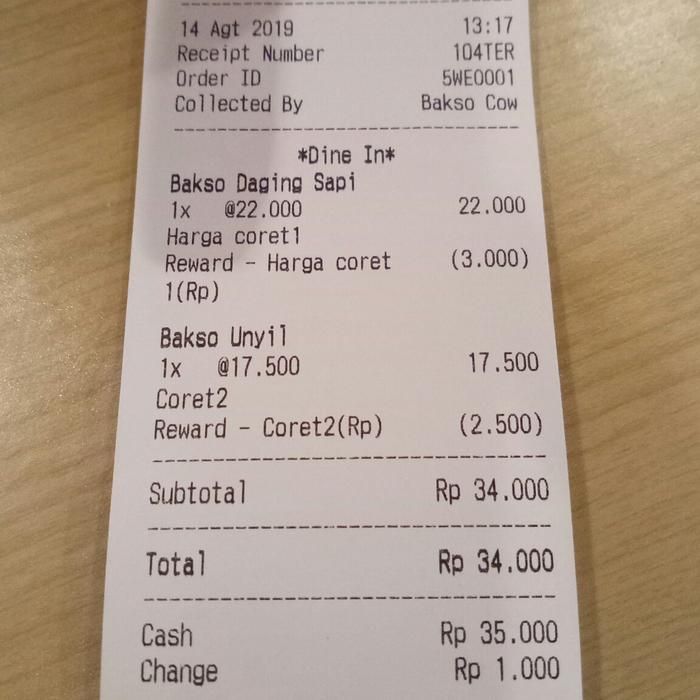 14 Agt 2019 13:17
Receipt Number 104TER
Order ID 5WE0001
Collected By Bakso Cow
*Dine In*
Bakso Daging Sapi
1x @22.000 22.000
Harga coret1
Reward - Harga coret (3.000)
1(Rp)
Bakso Unyil
1x @17.500 17.500
Coret2
Reward - Coret2(Rp) (2.500)
Subtotal Rp 34.000
Total Rp 34.000
Cash Rp 35.000
Change Rp 1.000